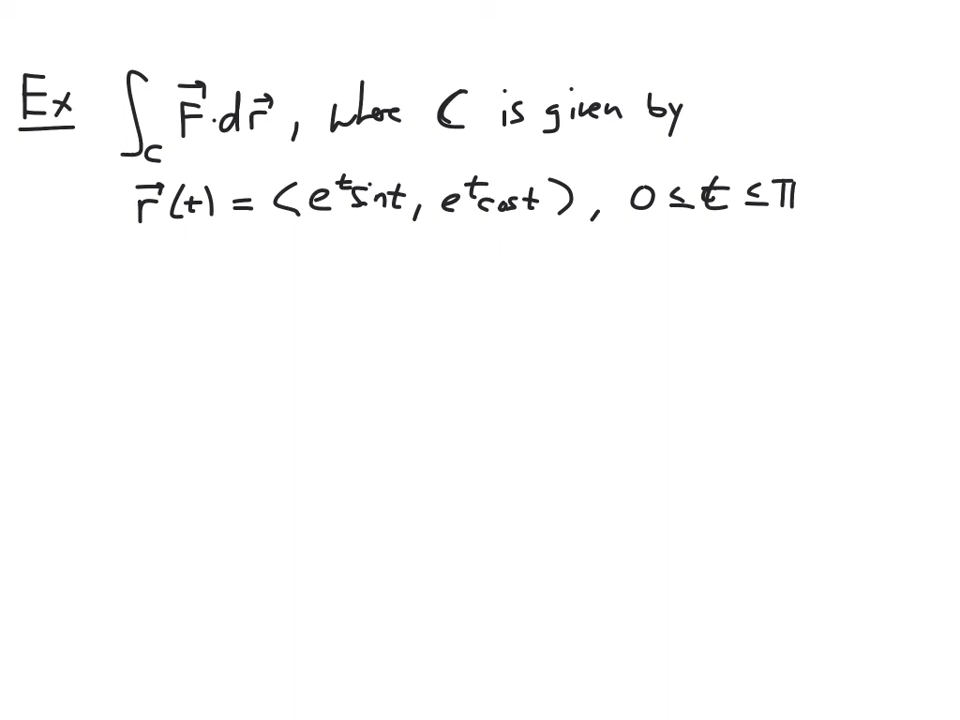 Ex ∫_C F⃗·dr⃗, where C is given by
r⃗(t) = ⟨e^t sin t, e^t cos t⟩, 0 ≤ t ≤ π